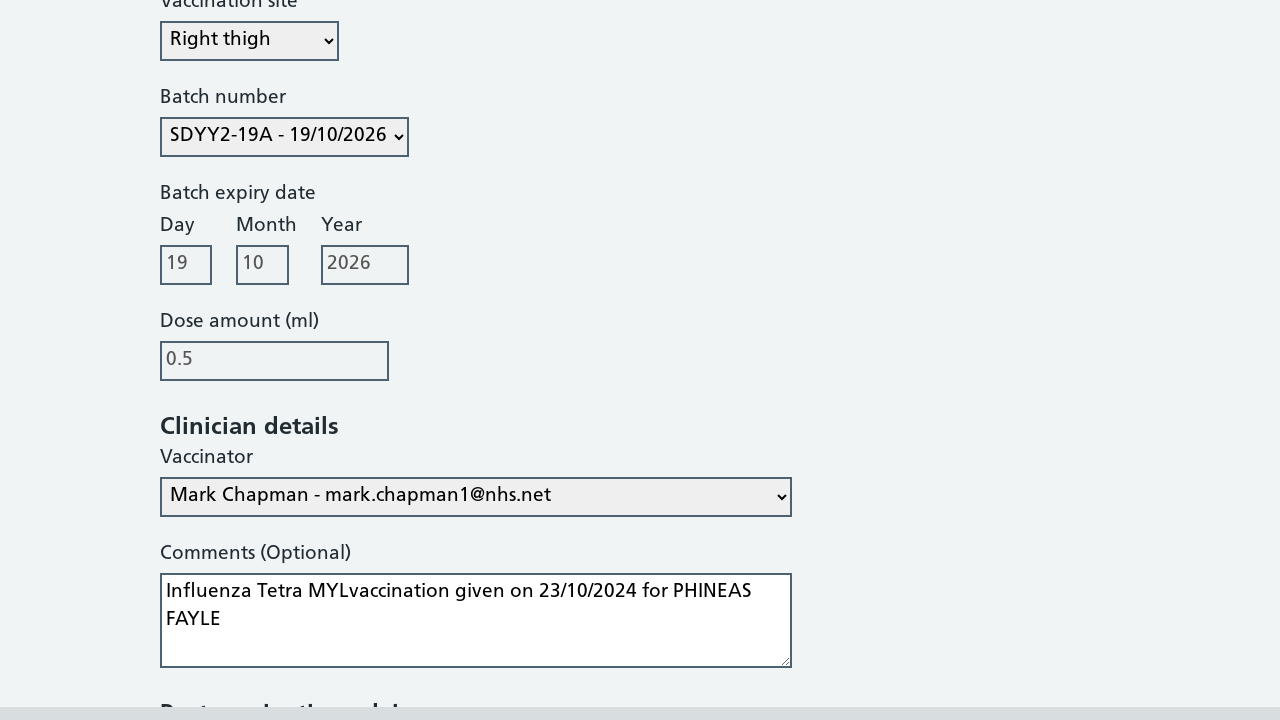 Vaccination site
Right thigh
Batch number
SDYY2-19A - 19/10/2026
Batch expiry date
Day Month Year
19 10 2026
Dose amount (ml)
0.5
Clinician details
Vaccinator
Mark Chapman - mark.chapman1@nhs.net
Comments (Optional)
Influenza Tetra MYLvaccination given on 23/10/2024 for PHINEAS
FAYLE